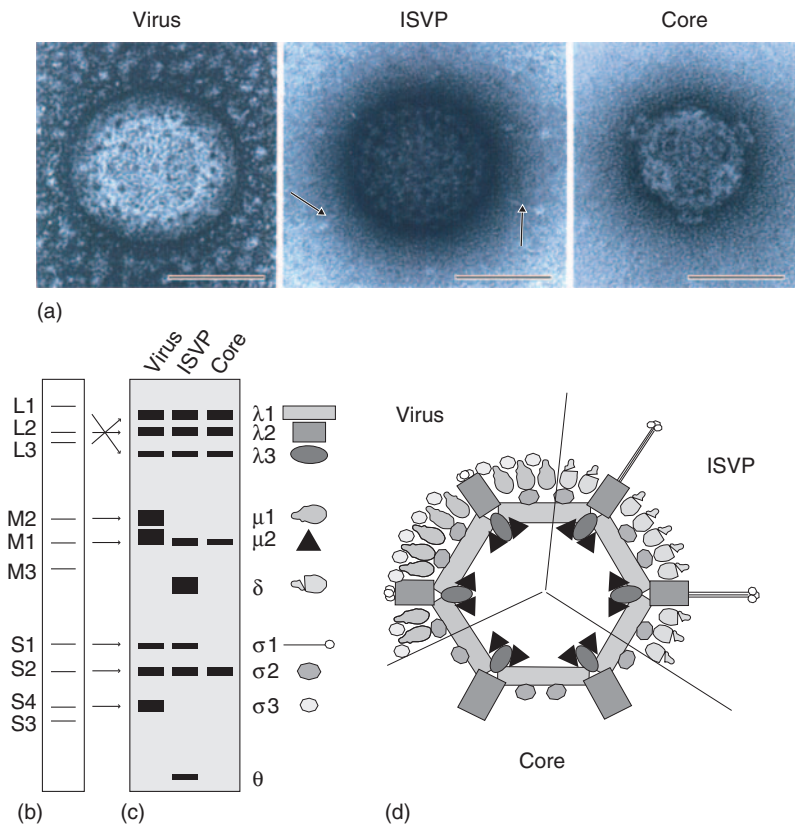 Virus ISVP Core
(a)
Virus ISVP Core
L1 λ1
L2 λ2
L3 λ3
M2 μ1
M1 μ2
M3
δ
S1 σ1
S2 σ2
S4 σ3
S3
θ
Virus
ISVP
Core
(b) (c) (d)